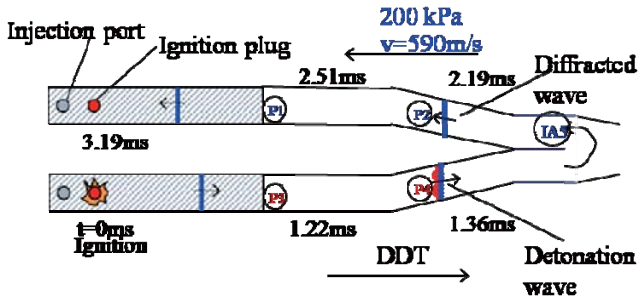 200 kPa
v=590m/s
Injection port
Ignition plug
2.51ms
2.19ms
Diffracted
wave
P1
P2
IA5
3.19ms
P3
P4
t=0ms
Ignition
1.22ms
1.36ms
DDT
Detonation
wave